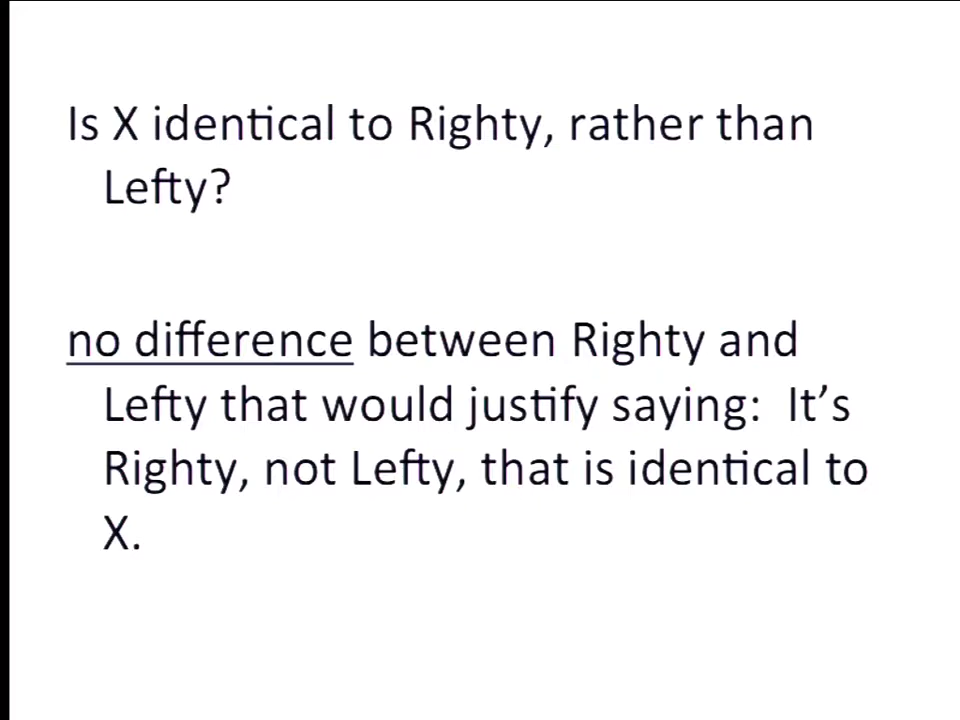 Is X identical to Righty, rather than
Lefty?
no difference between Righty and
Lefty that would justify saying:  It’s
Righty, not Lefty, that is identical to
X.